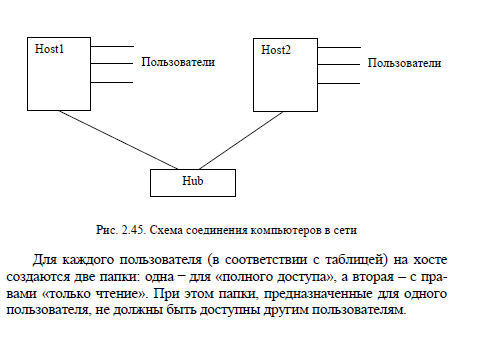 Host1
Пользователи
Host2
Пользователи
Hub
Рис. 2.45. Схема соединения компьютеров в сети
Для каждого пользователя (в соответствии с таблицей) на хосте
создаются две папки: одна − для «полного доступа», а вторая – с пра-
вами «только чтение». При этом папки, предназначенные для одного
пользователя, не должны быть доступны другим пользователям.